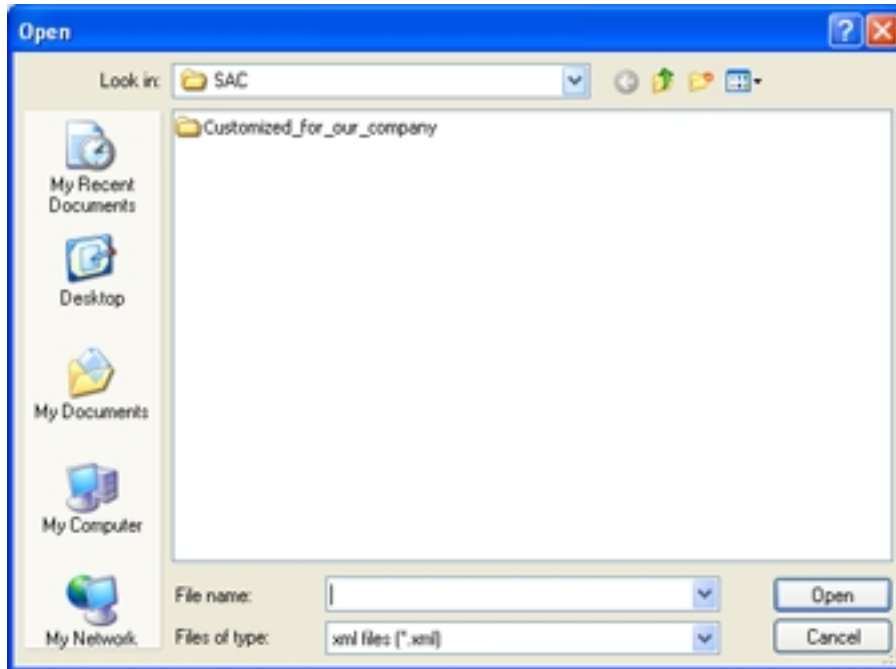 Open
Look in: SAC
Customized_for_our_company
My Recent
Documents
Desktop
My Documents
My Computer
My Network
File name:
Open
Files of type: xml files (*.xml)
Cancel